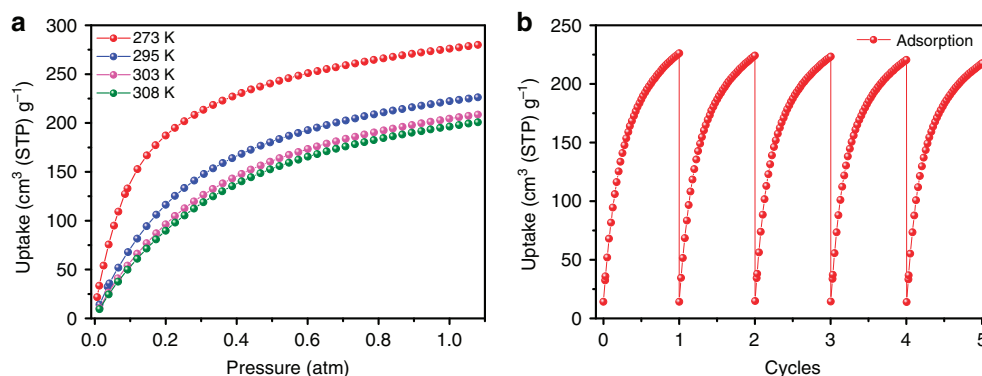 a
300
250
200
150
100
50
0
Uptake (cm³ (STP) g⁻¹)
273 K
295 K
303 K
308 K
0.0 0.2 0.4 0.6 0.8 1.0
Pressure (atm)
b
250
200
150
100
50
0
Uptake (cm³ (STP) g⁻¹)
Adsorption
0 1 2 3 4 5
Cycles